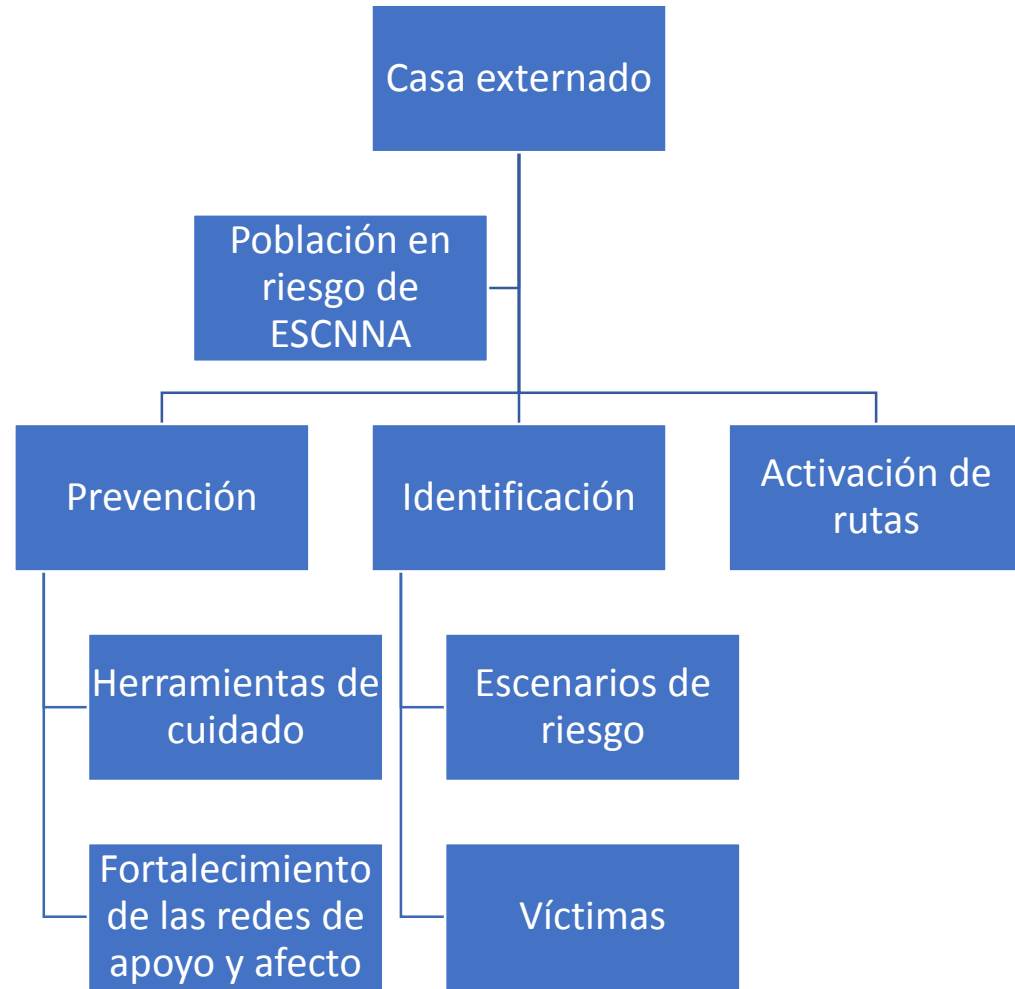 Casa externado
Población en
riesgo de
ESCNNA
Prevención
Identificación
Activación de
rutas
Herramientas de
cuidado
Escenarios de
riesgo
Fortalecimiento
de las redes de
apoyo y afecto
Víctimas